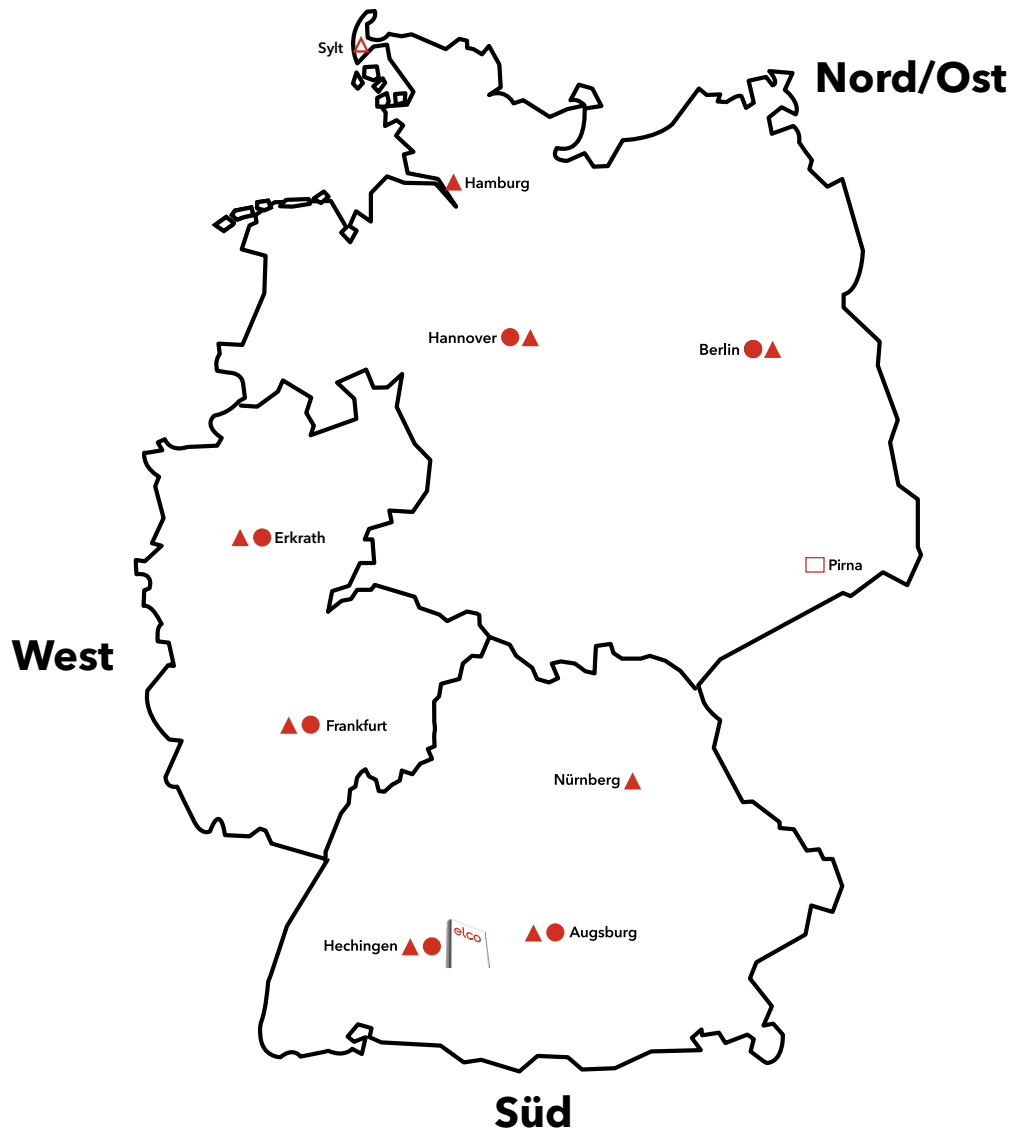 Sylt
Nord/Ost
Hamburg
Hannover
Berlin
Erkrath
Pirna
West
Frankfurt
Nürnberg
Hechingen
elco
Augsburg
Süd